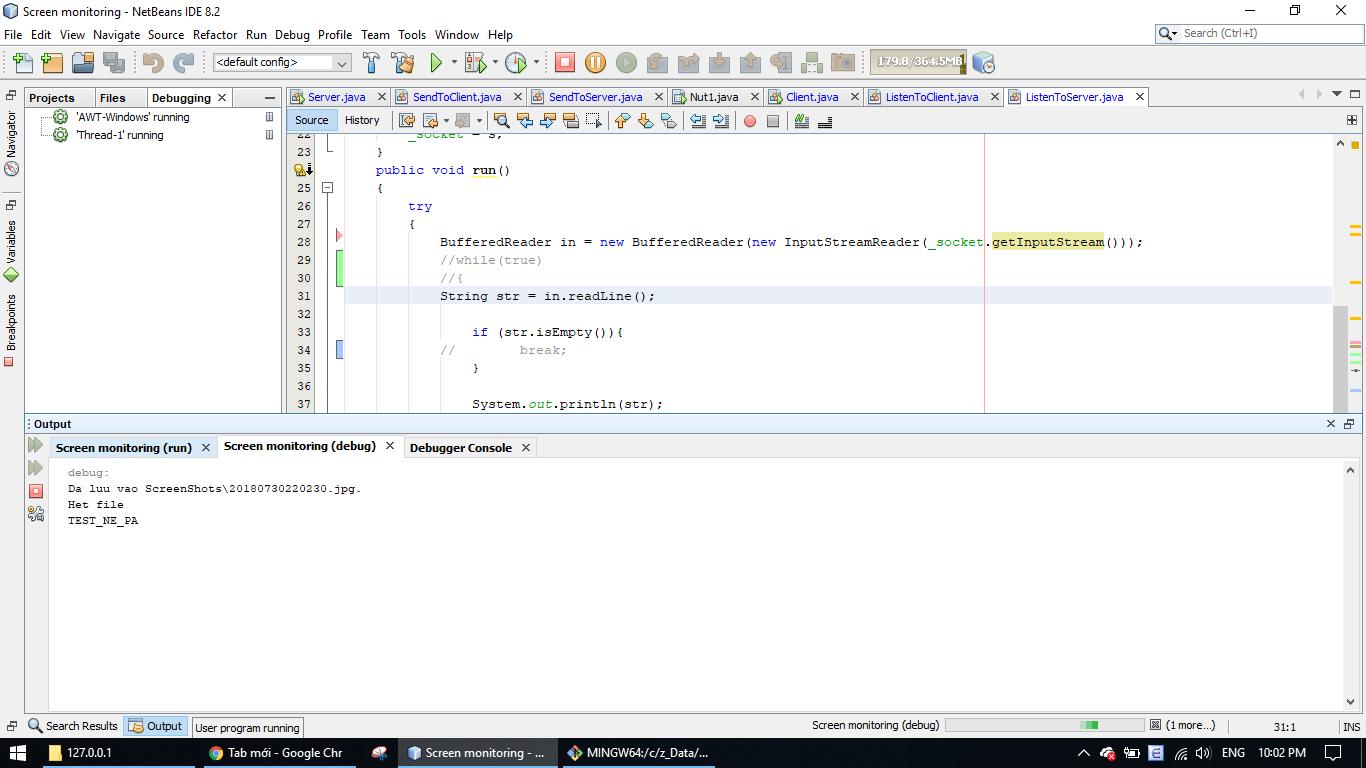 Screen monitoring - NetBeans IDE 8.2
File Edit View Navigate Source Refactor Run Debug Profile Team Tools Window Help
Search (Ctrl+I)
<default config>
179.8/364.5MB
Projects Files Debugging
Server.java SendToClient.java SendToServer.java Nut1.java Client.java ListenToClient.java ListenToServer.java
Navigator
Variables
Breakpoints
'AWT-Windows' running
'Thread-1' running
Source History
22 _socket = s;
23 }
public void run()
25 {
26 try
27 {
28 BufferedReader in = new BufferedReader(new InputStreamReader(_socket.getInputStream()));
29 //while(true)
30 //{
31 String str = in.readLine();
32
33 if (str.isEmpty()){
34 // break;
35 }
36
37 System.out.println(str);
Output
Screen monitoring (run) Screen monitoring (debug) Debugger Console
debug:
Da luu vao ScreenShots\20180730220230.jpg.
Het file
TEST_NE_PA
Search Results Output User program running
Screen monitoring (debug) (1 more...) 31:1 INS
127.0.0.1 Tab mới - Google Chr Screen monitoring - ... MINGW64:/c/z_Data/... ENG 10:02 PM